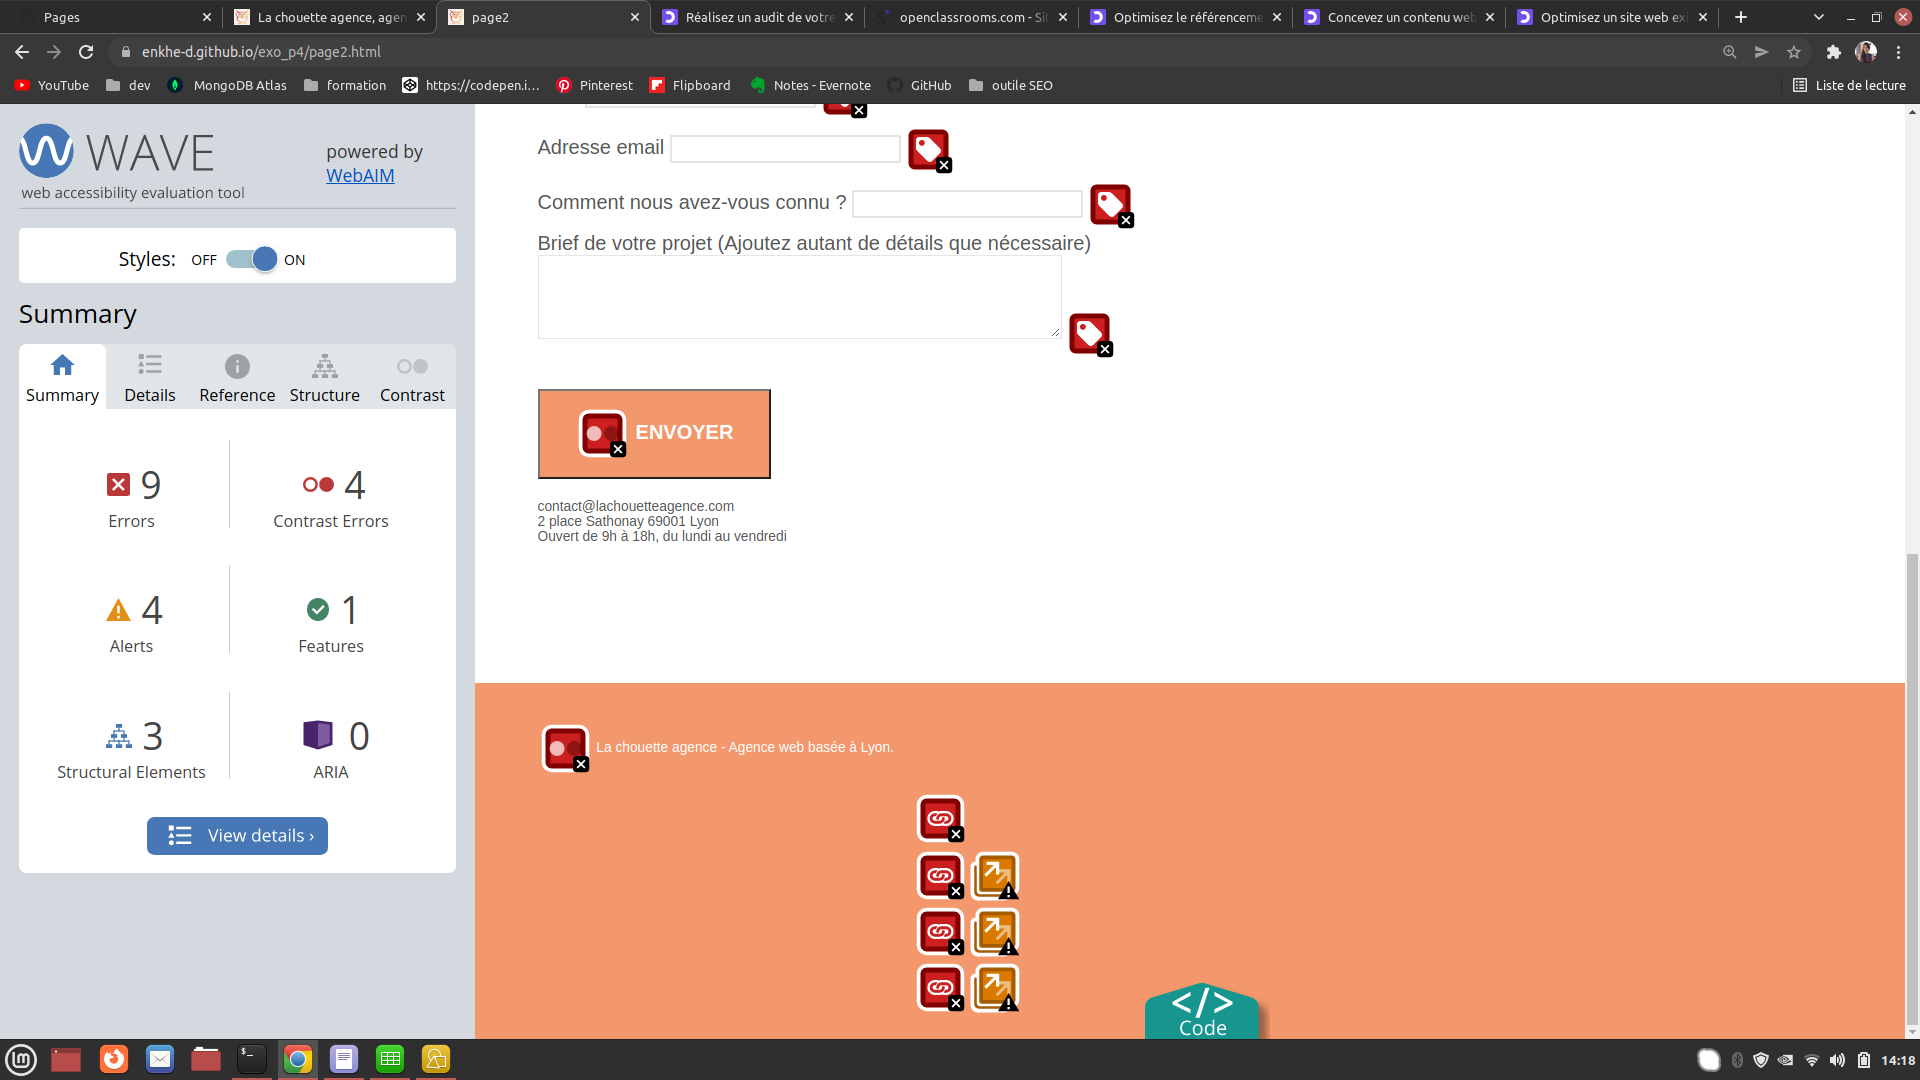 Pages
La chouette agence, agen
page2
Réalisez un audit de votre
openclassrooms.com - Sit
Optimisez le référenceme
Concevez un contenu web
Optimisez un site web exi
enkhe-d.github.io/exo_p4/page2.html
YouTube
dev
MongoDB Atlas
formation
https://codepen.i...
Pinterest
Flipboard
Notes - Evernote
GitHub
outile SEO
Liste de lecture
WAVE
web accessibility evaluation tool
powered by
WebAIM
Styles: OFF ON
Summary
Summary
Details
Reference
Structure
Contrast
9
Errors
4
Contrast Errors
4
Alerts
1
Features
3
Structural Elements
0
ARIA
View details ›
Adresse email
Comment nous avez-vous connu ?
Brief de votre projet (Ajoutez autant de détails que nécessaire)
ENVOYER
contact@lachouetteagence.com
2 place Sathonay 69001 Lyon
Ouvert de 9h à 18h, du lundi au vendredi
La chouette agence - Agence web basée à Lyon.
</>
Code
14:18